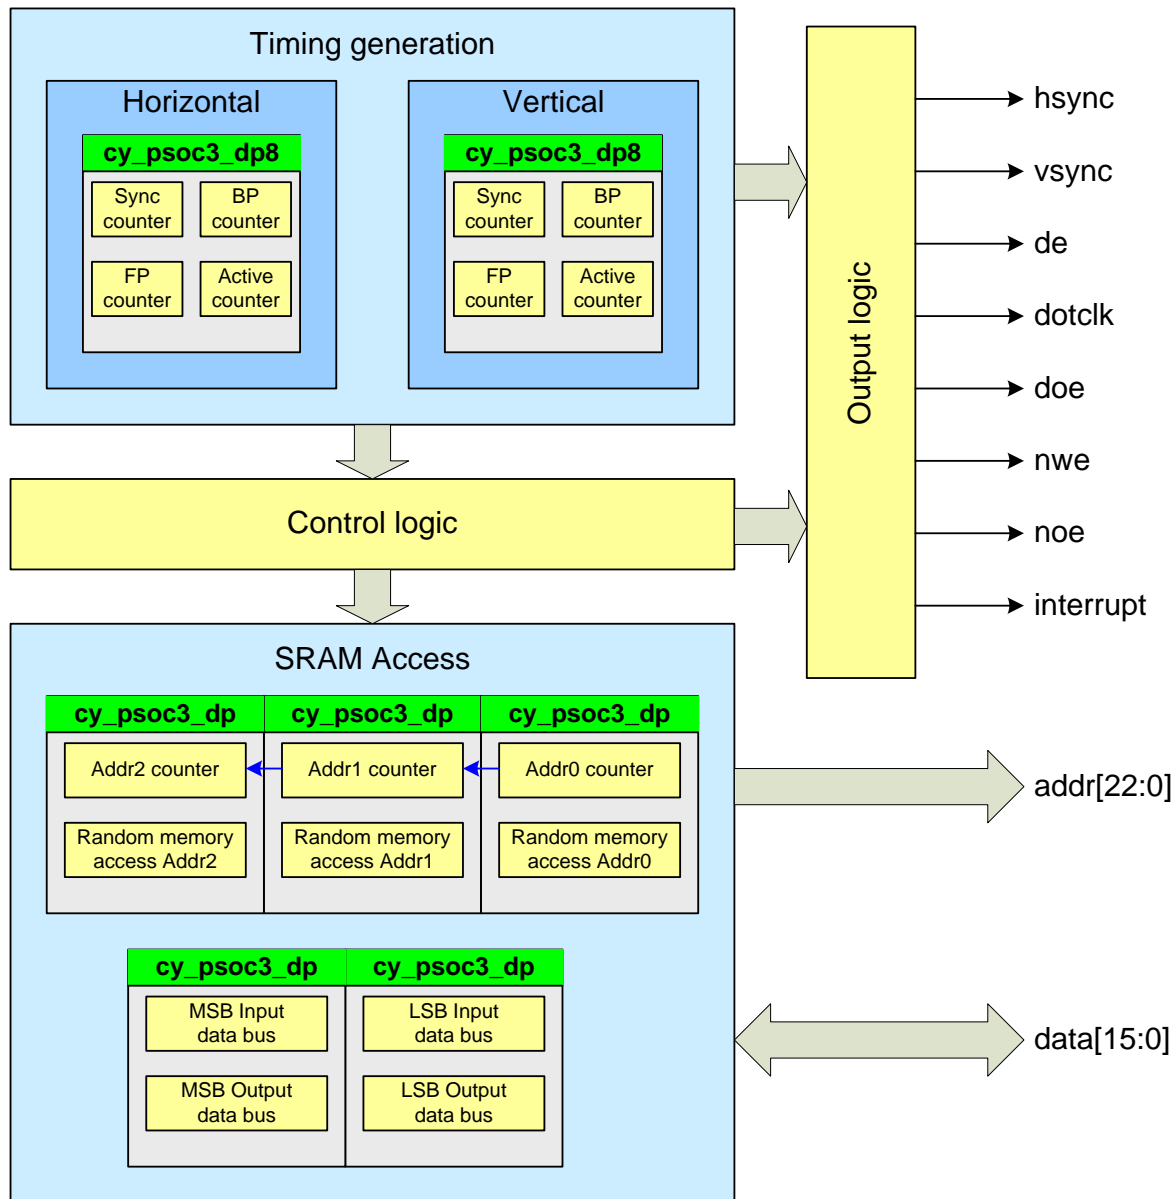 Timing generation
Horizontal
cy_psoc3_dp8
Sync
counter
BP
counter
FP
counter
Active
counter
Vertical
cy_psoc3_dp8
Sync
counter
BP
counter
FP
counter
Active
counter
Output logic
hsync
vsync
de
dotclk
doe
nwe
noe
interrupt
Control logic
SRAM Access
cy_psoc3_dp
cy_psoc3_dp
cy_psoc3_dp
Addr2 counter
Addr1 counter
Addr0 counter
Random memory
access Addr2
Random memory
access Addr1
Random memory
access Addr0
addr[22:0]
cy_psoc3_dp
cy_psoc3_dp
MSB Input
data bus
LSB Input
data bus
MSB Output
data bus
LSB Output
data bus
data[15:0]